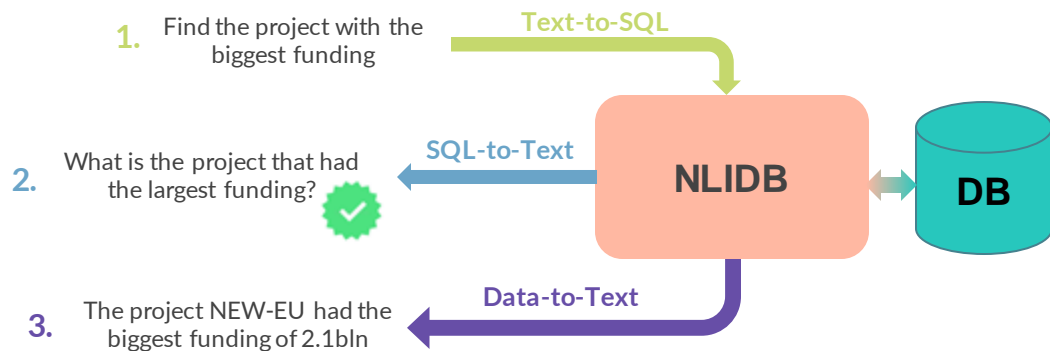 1.
Find the project with the
biggest funding
Text-to-SQL
2.
What is the project that had
the largest funding?
SQL-to-Text
NLIDB
DB
3.
The project NEW-EU had the
biggest funding of 2.1bln
Data-to-Text